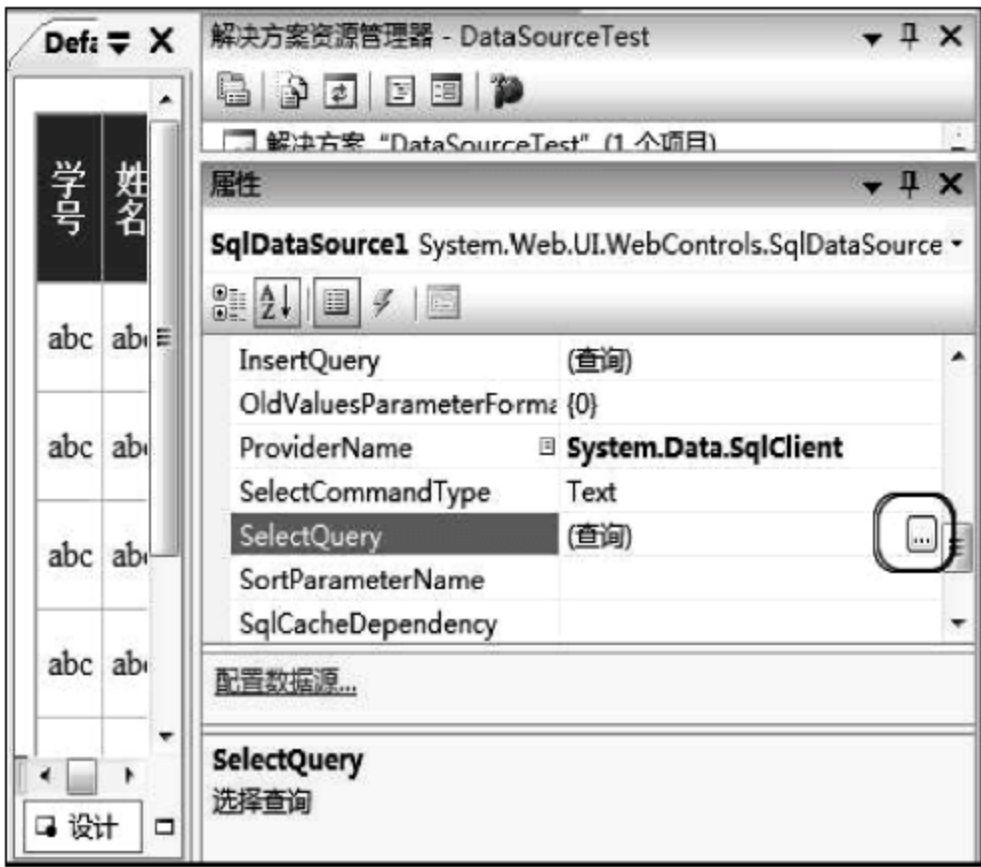 Defa
学号
姓名
abc
abc
abc
abc
设计
解决方案资源管理器 - DataSourceTest
解决方案 "DataSourceTest" (1 个项目)
属性
SqlDataSource1 System.Web.UI.WebControls.SqlDataSource
InsertQuery (查询)
OldValuesParameterForma {0}
ProviderName System.Data.SqlClient
SelectCommandType Text
SelectQuery (查询) ...
SortParameterName
SqlCacheDependency
配置数据源...
SelectQuery
选择查询